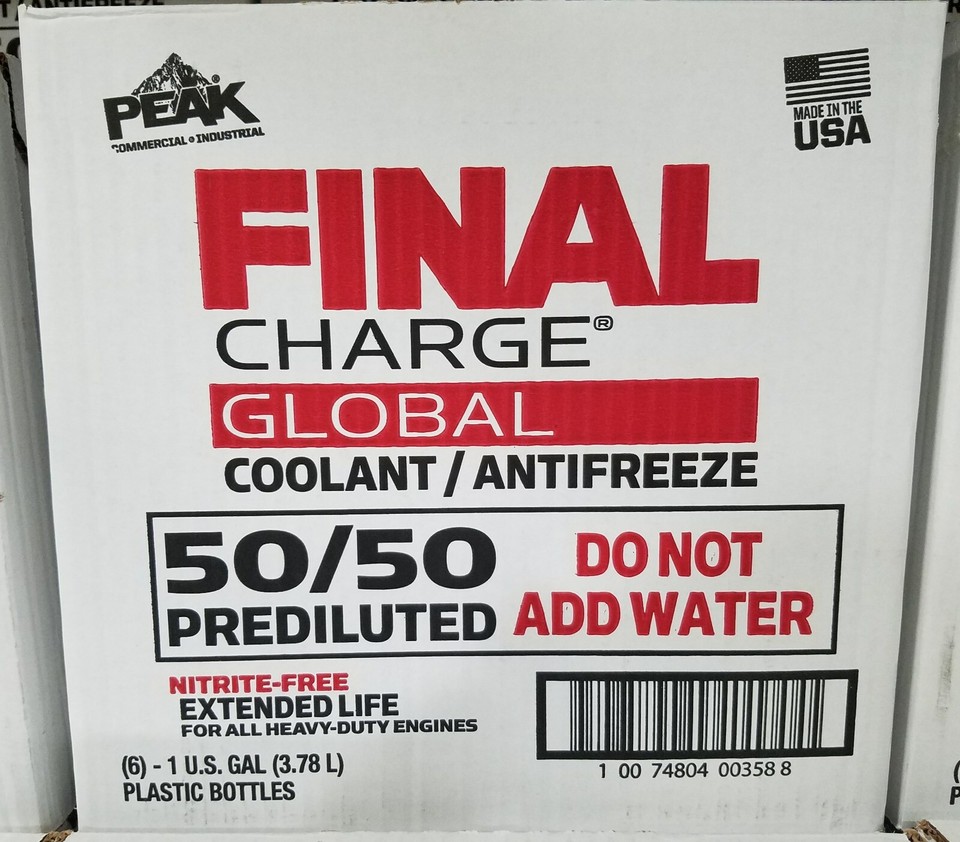 T/ANTIFREEZE
PEAK®
COMMERCIAL • INDUSTRIAL
MADE IN THE
USA
FINAL
CHARGE®
GLOBAL
COOLANT / ANTIFREEZE
50/50
PREDILUTED
DO NOT
ADD WATER
NITRITE-FREE
EXTENDED LIFE
FOR ALL HEAVY-DUTY ENGINES
(6) - 1 U.S. GAL (3.78 L)
PLASTIC BOTTLES
1 00 74804 00358 8